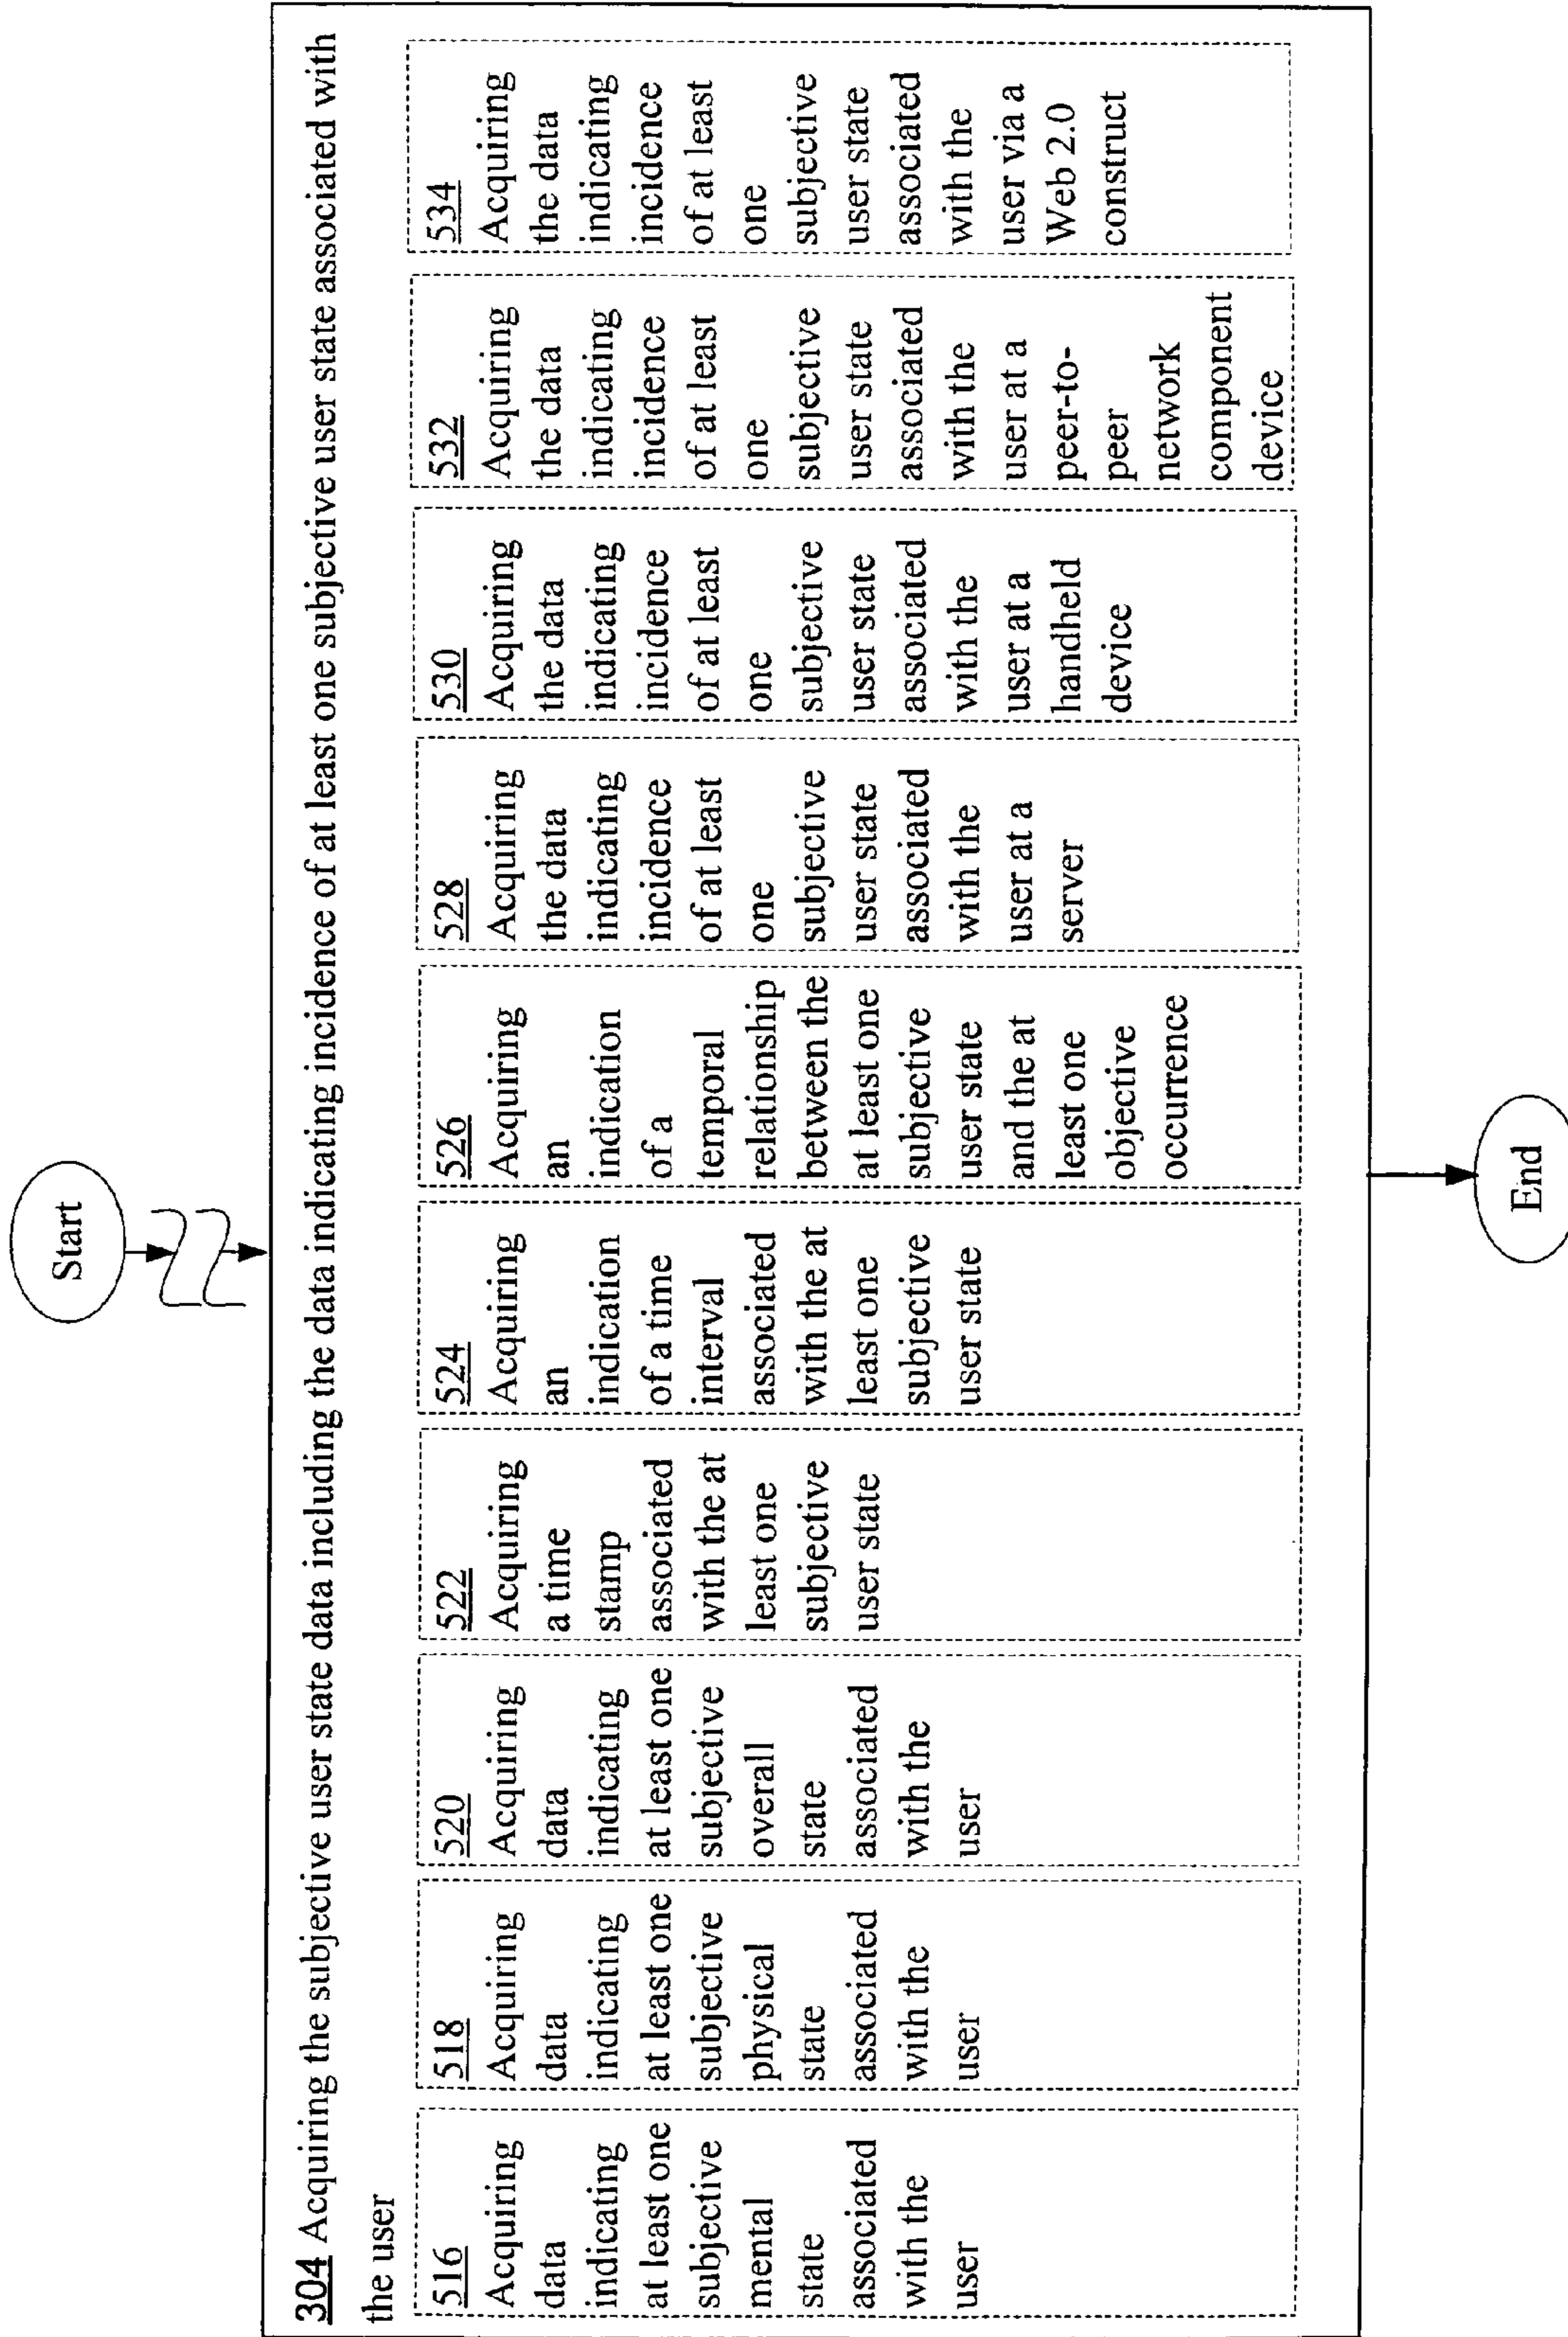 Start
304 Acquiring the subjective user state data including the data indicating incidence of at least one subjective user state associated with
the user
516
Acquiring
data
indicating
at least one
subjective
mental
state
associated
with the
user
518
Acquiring
data
indicating
at least one
subjective
physical
state
associated
with the
user
520
Acquiring
data
indicating
at least one
subjective
overall
state
associated
with the
user
522
Acquiring
a time
stamp
associated
with the at
least one
subjective
user state
524
Acquiring
an
indication
of a time
interval
associated
with the at
least one
subjective
user state
526
Acquiring
an
indication
of a
temporal
relationship
between the
at least one
subjective
user state
and the at
least one
objective
occurrence
528
Acquiring
the data
indicating
incidence
of at least
one
subjective
user state
associated
with the
user at a
server
530
Acquiring
the data
indicating
incidence
of at least
one
subjective
user state
associated
with the
user at a
handheld
device
532
Acquiring
the data
indicating
incidence
of at least
one
subjective
user state
associated
with the
user at a
peer-to-
peer
network
component
device
534
Acquiring
the data
indicating
incidence
of at least
one
subjective
user state
associated
with the
user via a
Web 2.0
construct
End